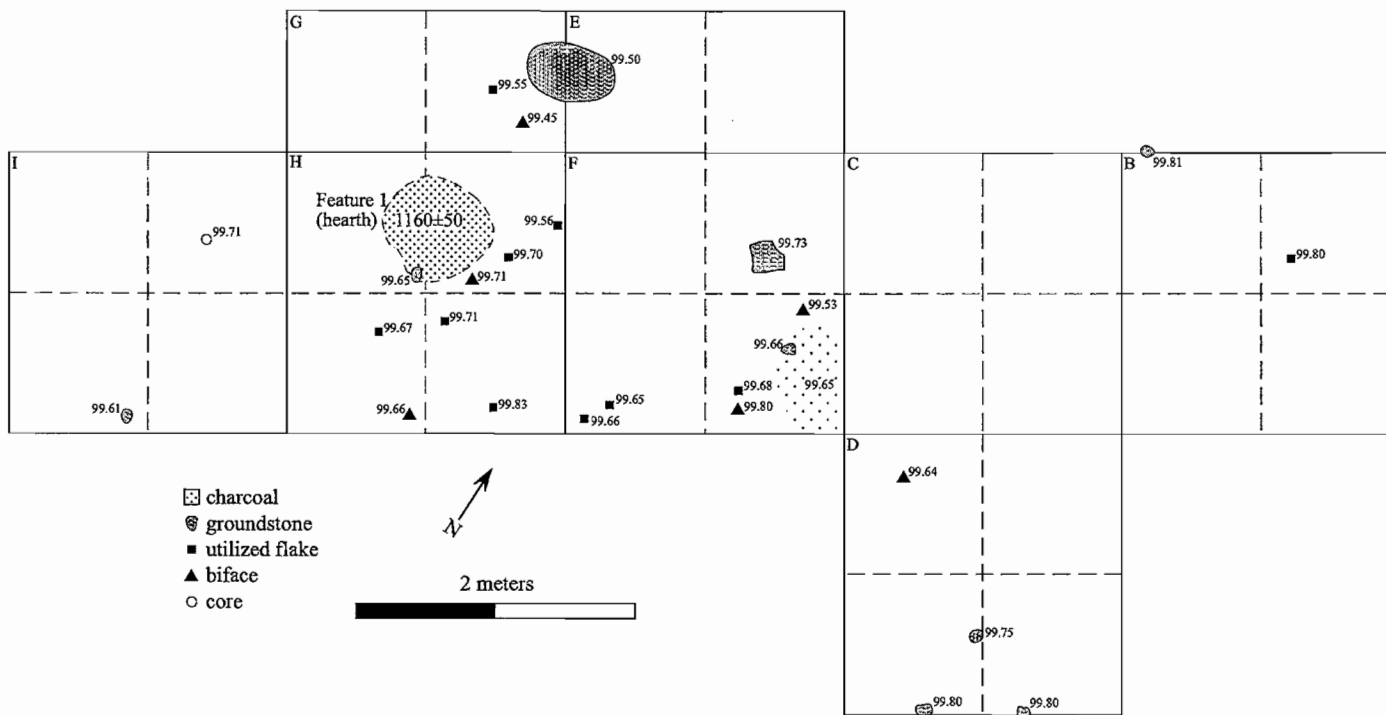 G
E
99.50
99.55
99.45
I
H
F
C
B
99.81
Feature 1
(hearth)
1160±50
99.71
99.56
99.70
99.73
99.80
99.65
99.71
99.53
99.67
99.71
99.66
99.68
99.65
99.61
99.66
99.83
99.65
99.66
99.80
D
99.64
charcoal
groundstone
utilized flake
biface
core
N
2 meters
99.75
99.80
99.80